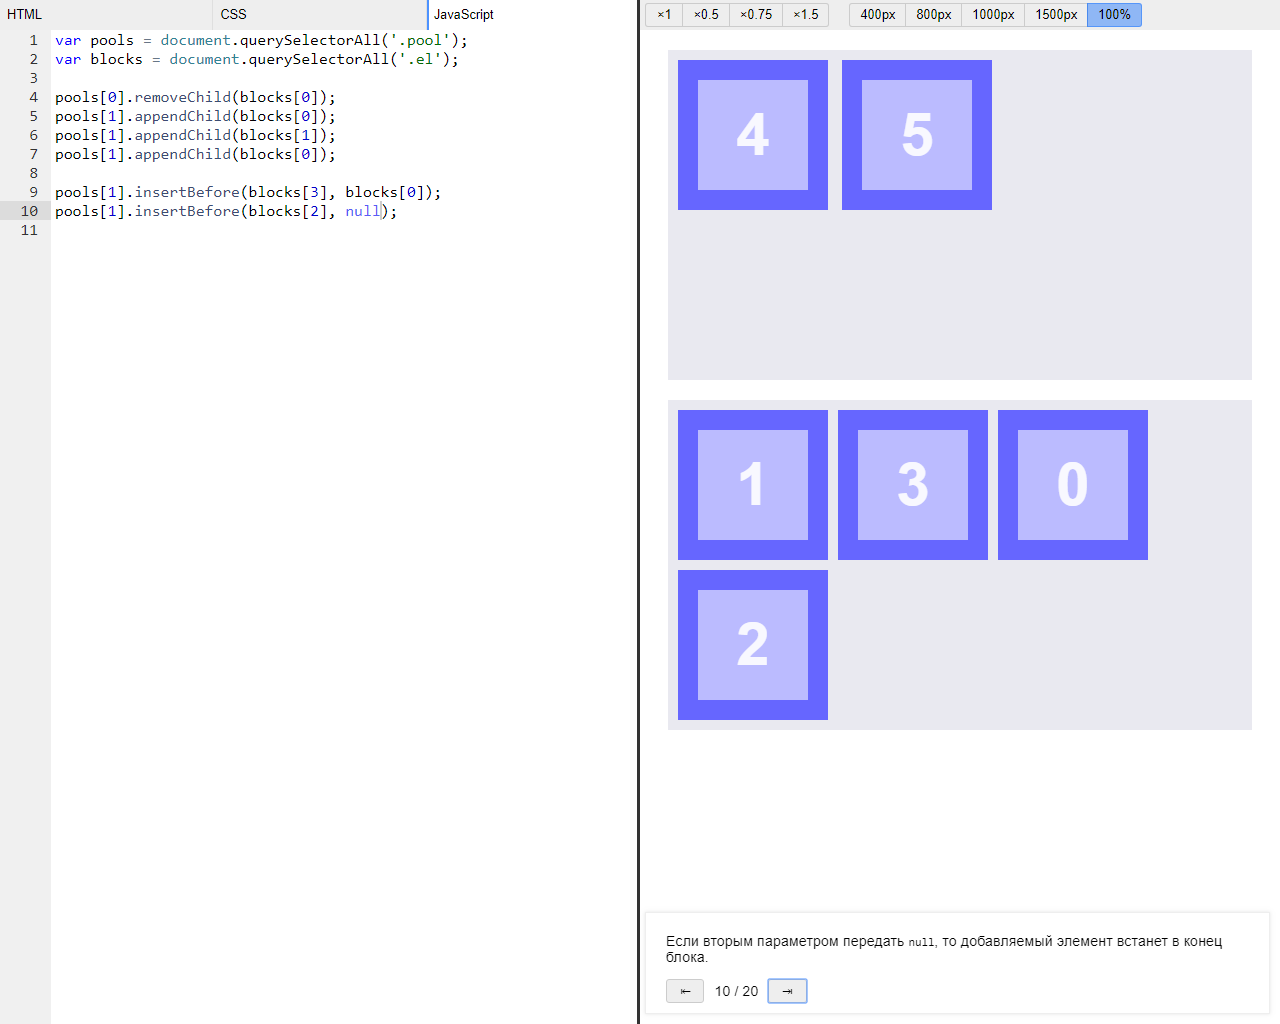 HTML CSS JavaScript
×1 ×0.5 ×0.75 ×1.5 400px 800px 1000px 1500px 100%
1 var pools = document.querySelectorAll('.pool');
2 var blocks = document.querySelectorAll('.el');
3
4 pools[0].removeChild(blocks[0]);
5 pools[1].appendChild(blocks[0]);
6 pools[1].appendChild(blocks[1]);
7 pools[1].appendChild(blocks[0]);
8
9 pools[1].insertBefore(blocks[3], blocks[0]);
10 pools[1].insertBefore(blocks[2], null);
11
4 5
1 3 0
2
Если вторым параметром передать null, то добавляемый элемент встанет в конец
блока.
⇤ 10 / 20 ⇥